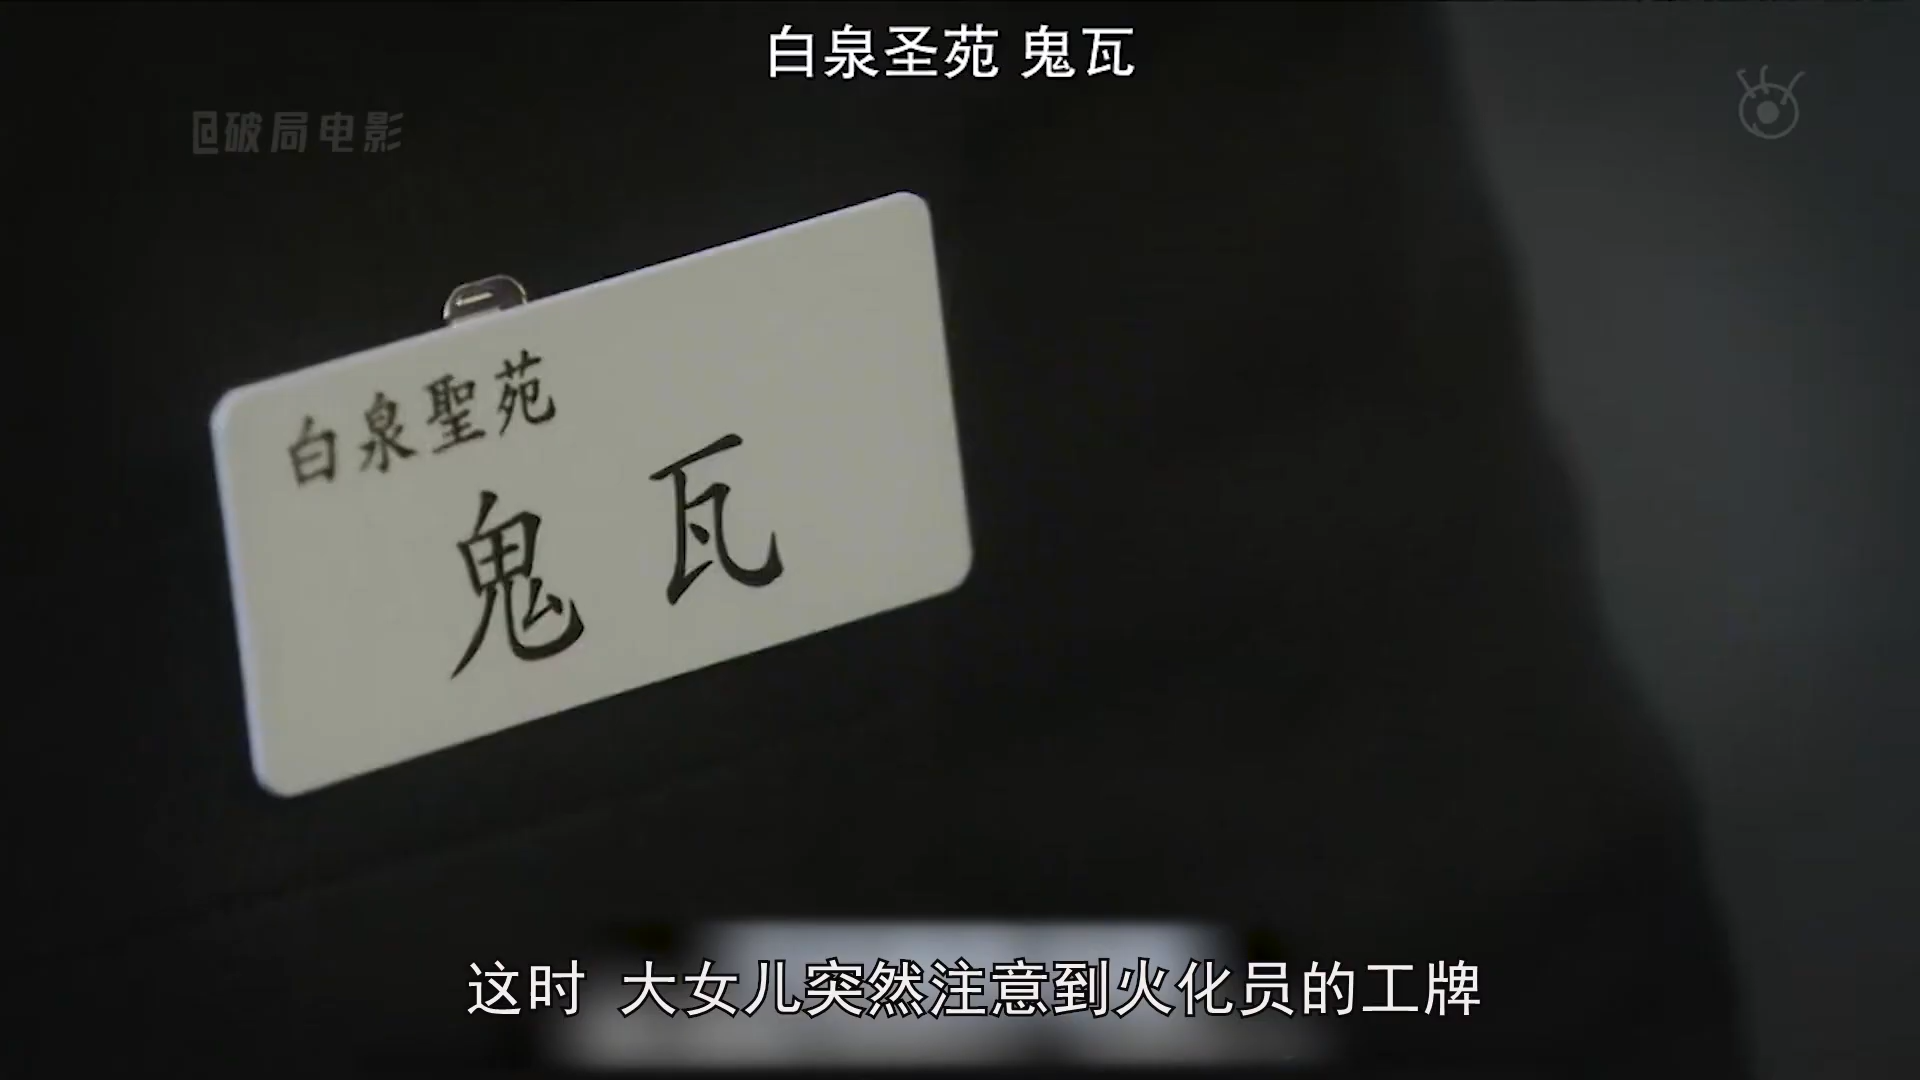 白泉圣苑 鬼瓦
@破局电影
白泉聖苑
鬼瓦
这时 大女儿突然注意到火化员的工牌